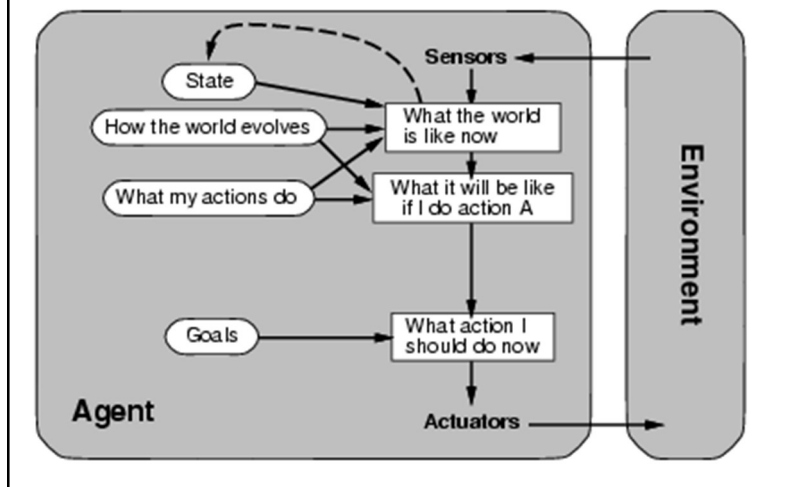 Sensors
State
What the world
is like now
How the world evolves
What it will be like
if I do action A
What my actions do
Environment
What action I
should do now
Goals
Agent
Actuators